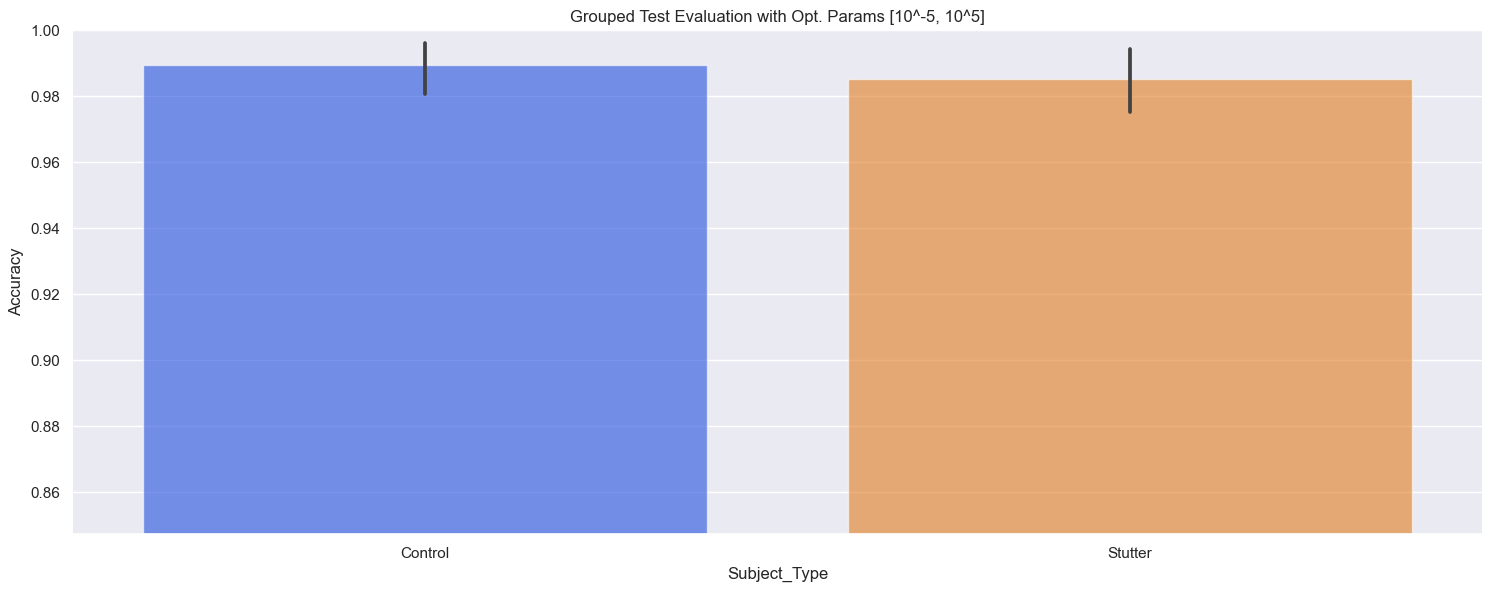 Grouped Test Evaluation with Opt. Params [10^-5, 10^5]
1.00
0.98
0.96
0.94
0.92
0.90
0.88
0.86
Accuracy
Control
Stutter
Subject_Type